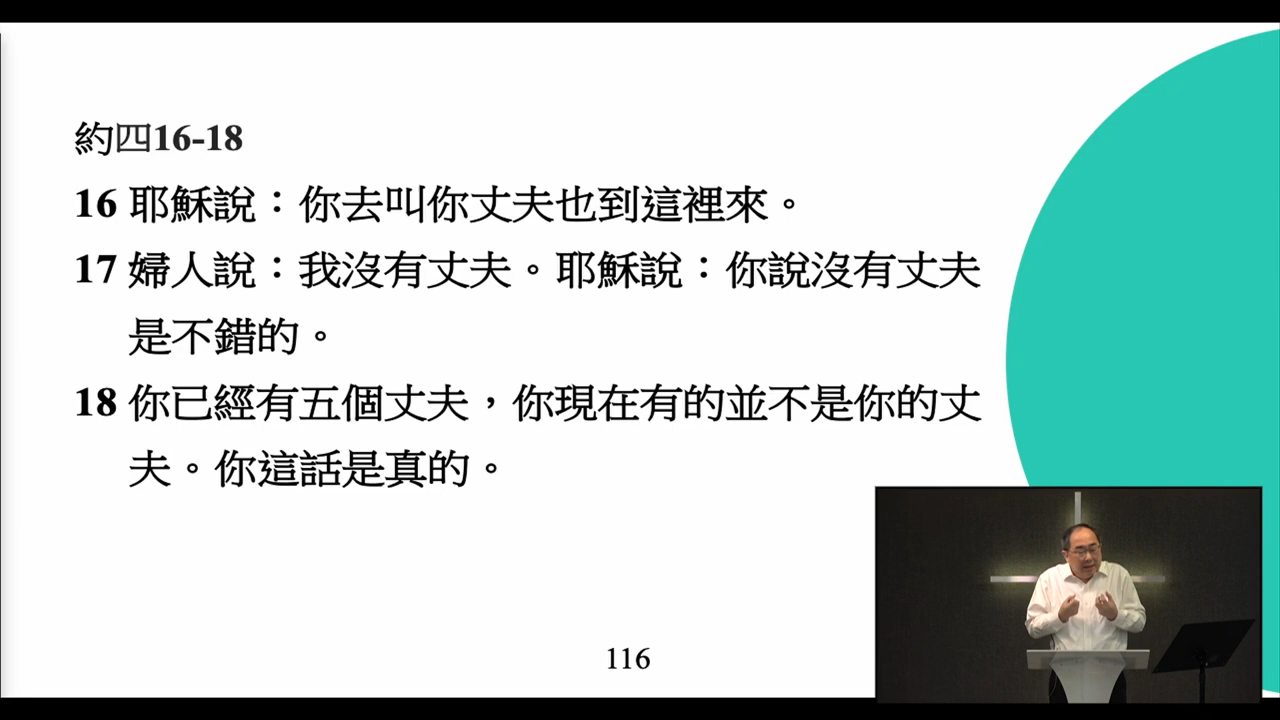 約四16-18
16 耶穌說：你去叫你丈夫也到這裡來。
17 婦人說：我沒有丈夫。耶穌說：你說沒有丈夫
是不錯的。
18 你已經有五個丈夫，你現在有的並不是你的丈
夫。你這話是真的。
116